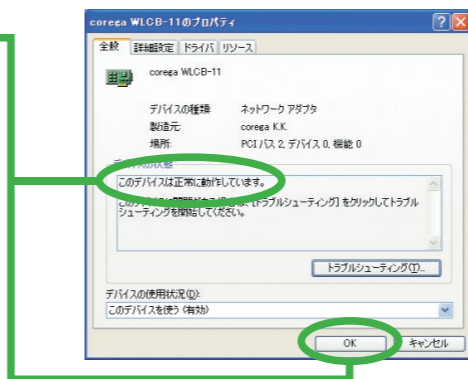 corega WLCB-11のプロパティ
全般 詳細設定 ドライバ リソース
corega WLCB-11
デバイスの種類: ネットワーク アダプタ
製造元: corega K.K.
場所: PCI バス 2, デバイス 0, 機能 0
デバイスの状態
このデバイスは正常に動作しています。
[トラブルシューティング] をクリックしてトラブル
シューティングを開始してください。
トラブルシューティング(T)...
デバイスの使用状況(D):
このデバイスを使う (有効)
OK キャンセル